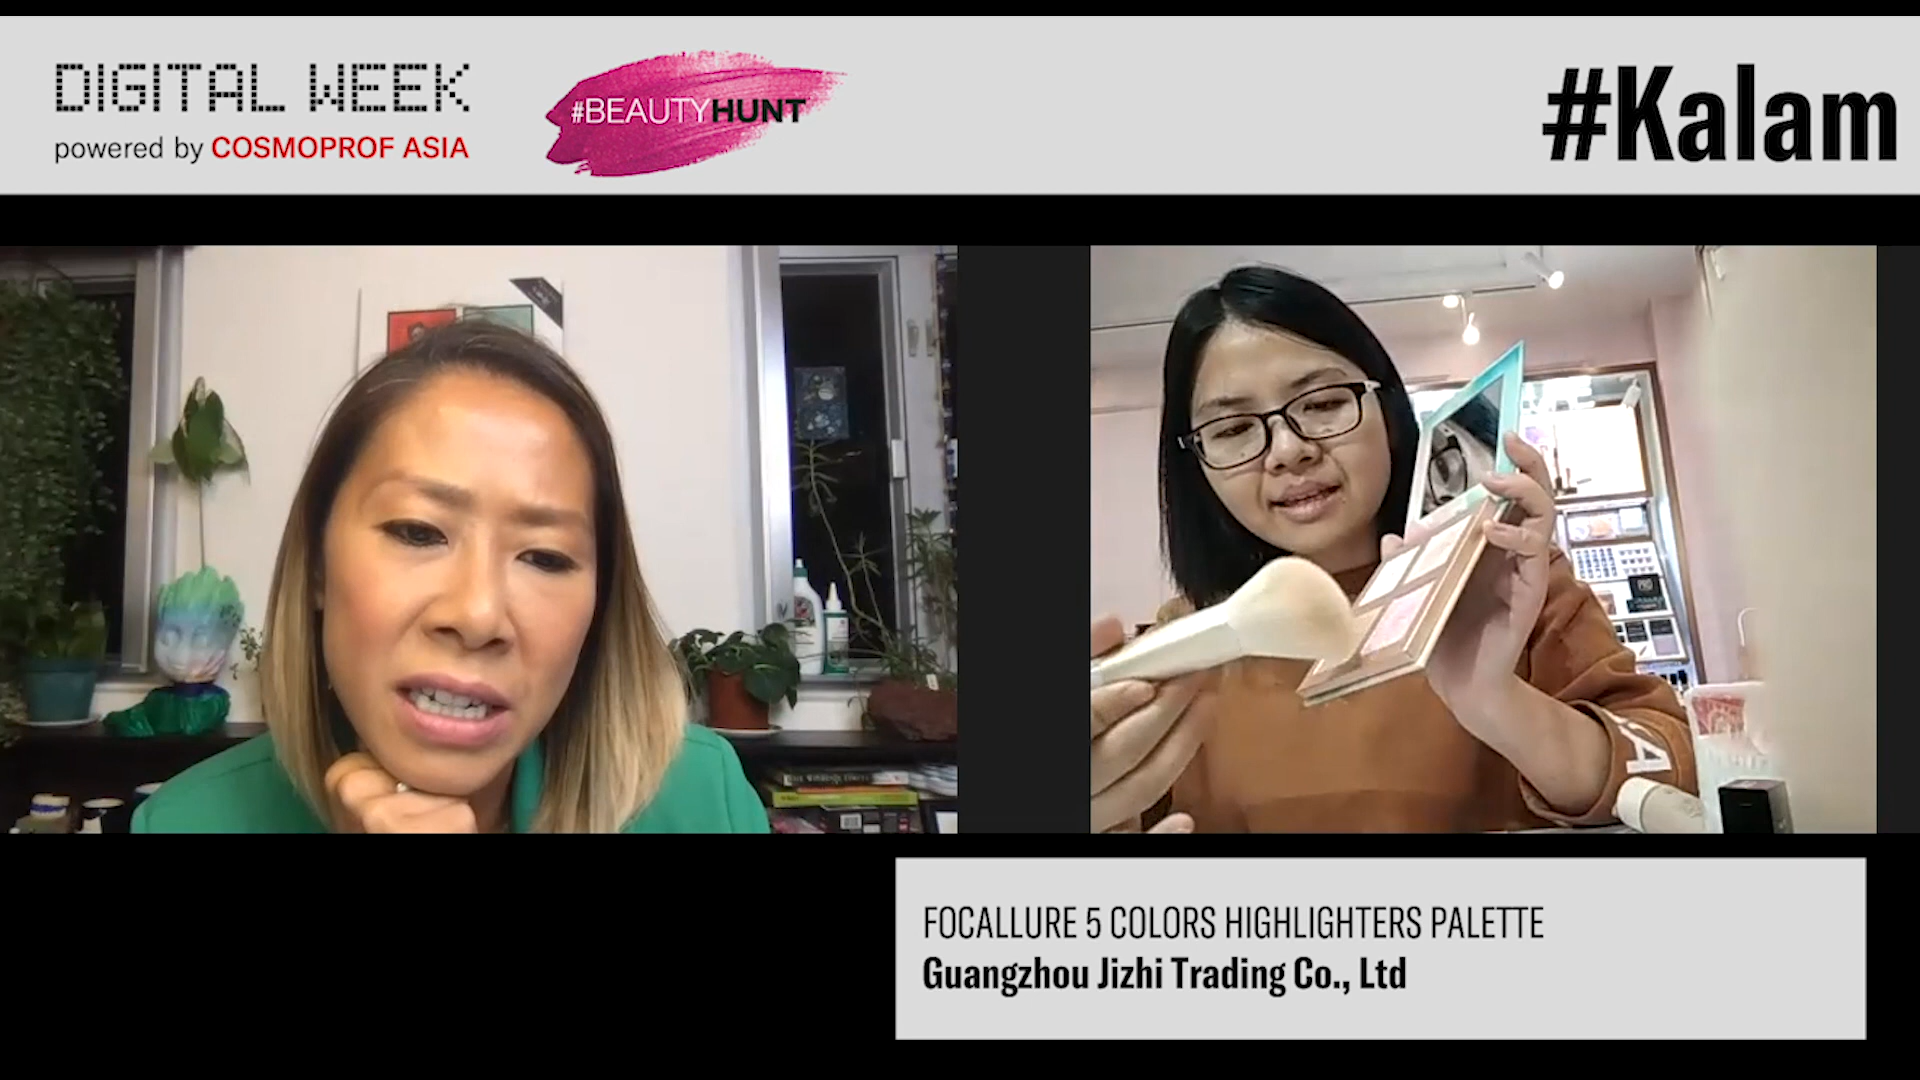 DIGITAL WEEK
powered by COSMOPROF ASIA
#BEAUTYHUNT
#Kalam
FOCALLURE 5 COLORS HIGHLIGHTERS PALETTE
Guangzhou Jizhi Trading Co., Ltd